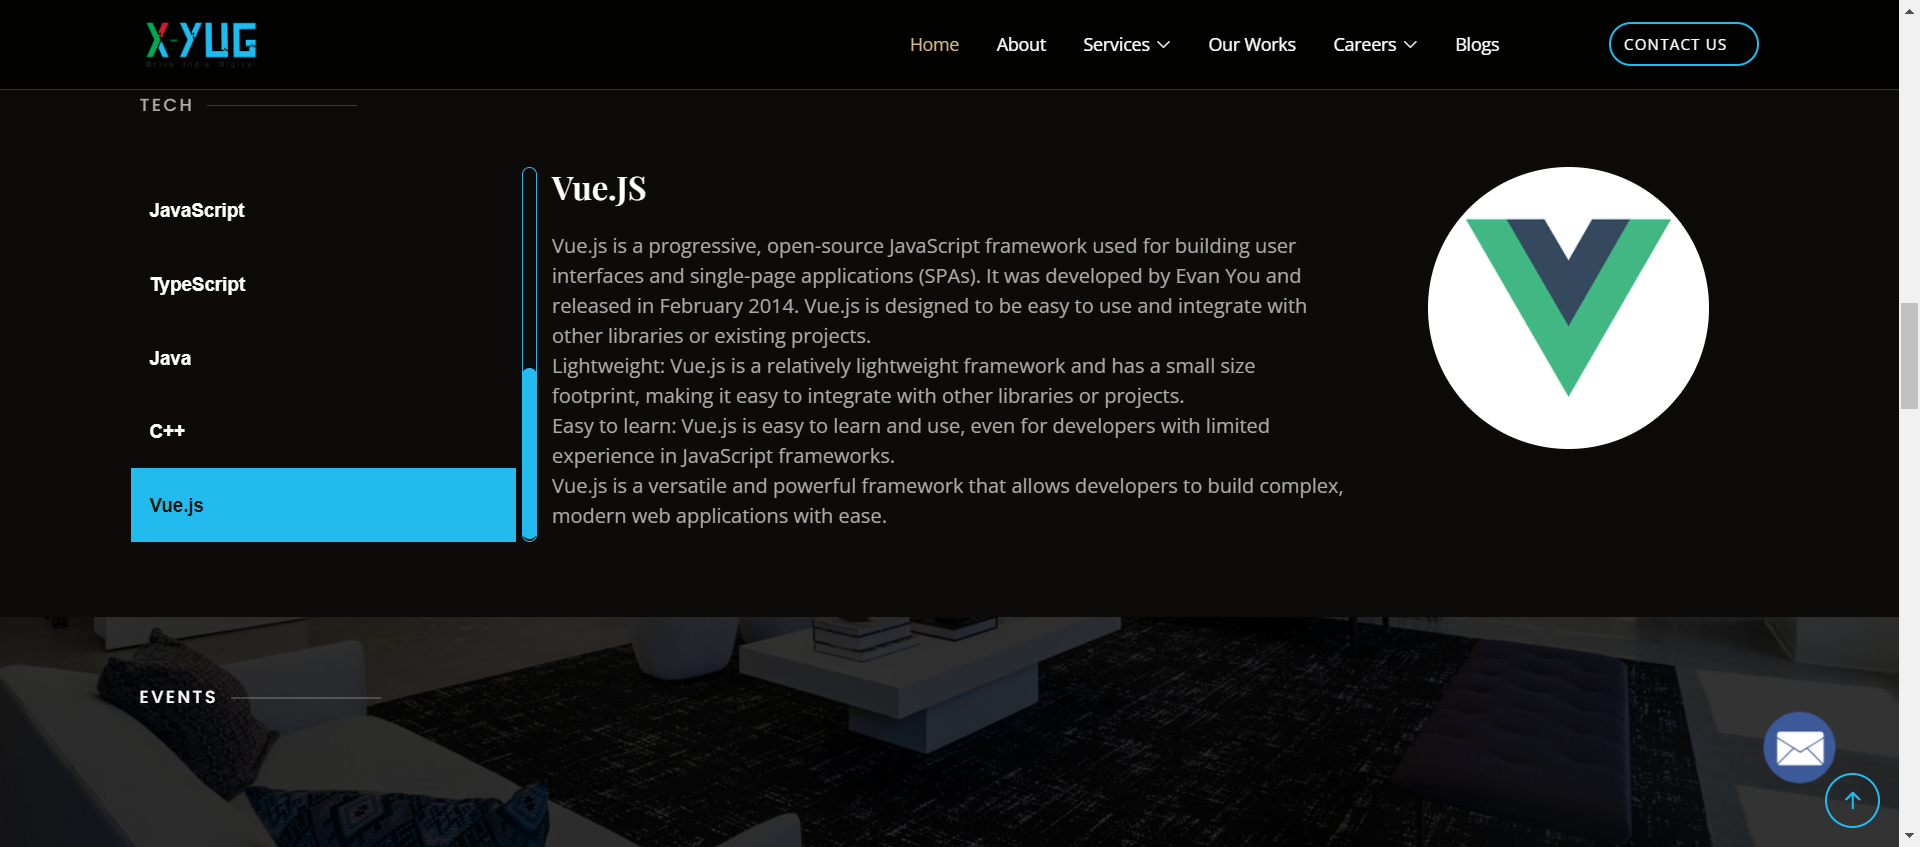 X-YUG
Drive India Digital
Home
About
Services
Our Works
Careers
Blogs
CONTACT US
TECH
JavaScript
TypeScript
Java
C++
Vue.js
Vue.JS
Vue.js is a progressive, open-source JavaScript framework used for building user
interfaces and single-page applications (SPAs). It was developed by Evan You and
released in February 2014. Vue.js is designed to be easy to use and integrate with
other libraries or existing projects.
Lightweight: Vue.js is a relatively lightweight framework and has a small size
footprint, making it easy to integrate with other libraries or projects.
Easy to learn: Vue.js is easy to learn and use, even for developers with limited
experience in JavaScript frameworks.
Vue.js is a versatile and powerful framework that allows developers to build complex,
modern web applications with ease.
EVENTS